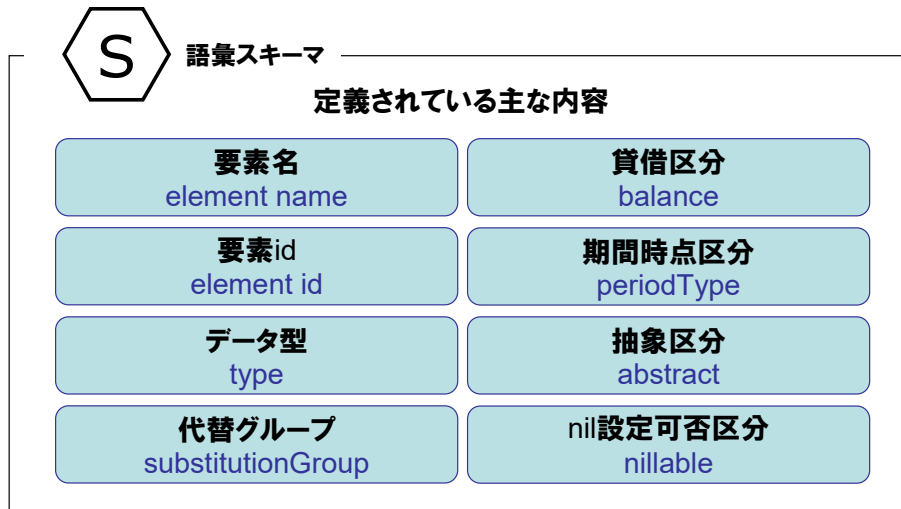 S
語彙スキーマ
定義されている主な内容
要素名
element name
貸借区分
balance
要素id
element id
期間時点区分
periodType
データ型
type
抽象区分
abstract
代替グループ
substitutionGroup
nil設定可否区分
nillable